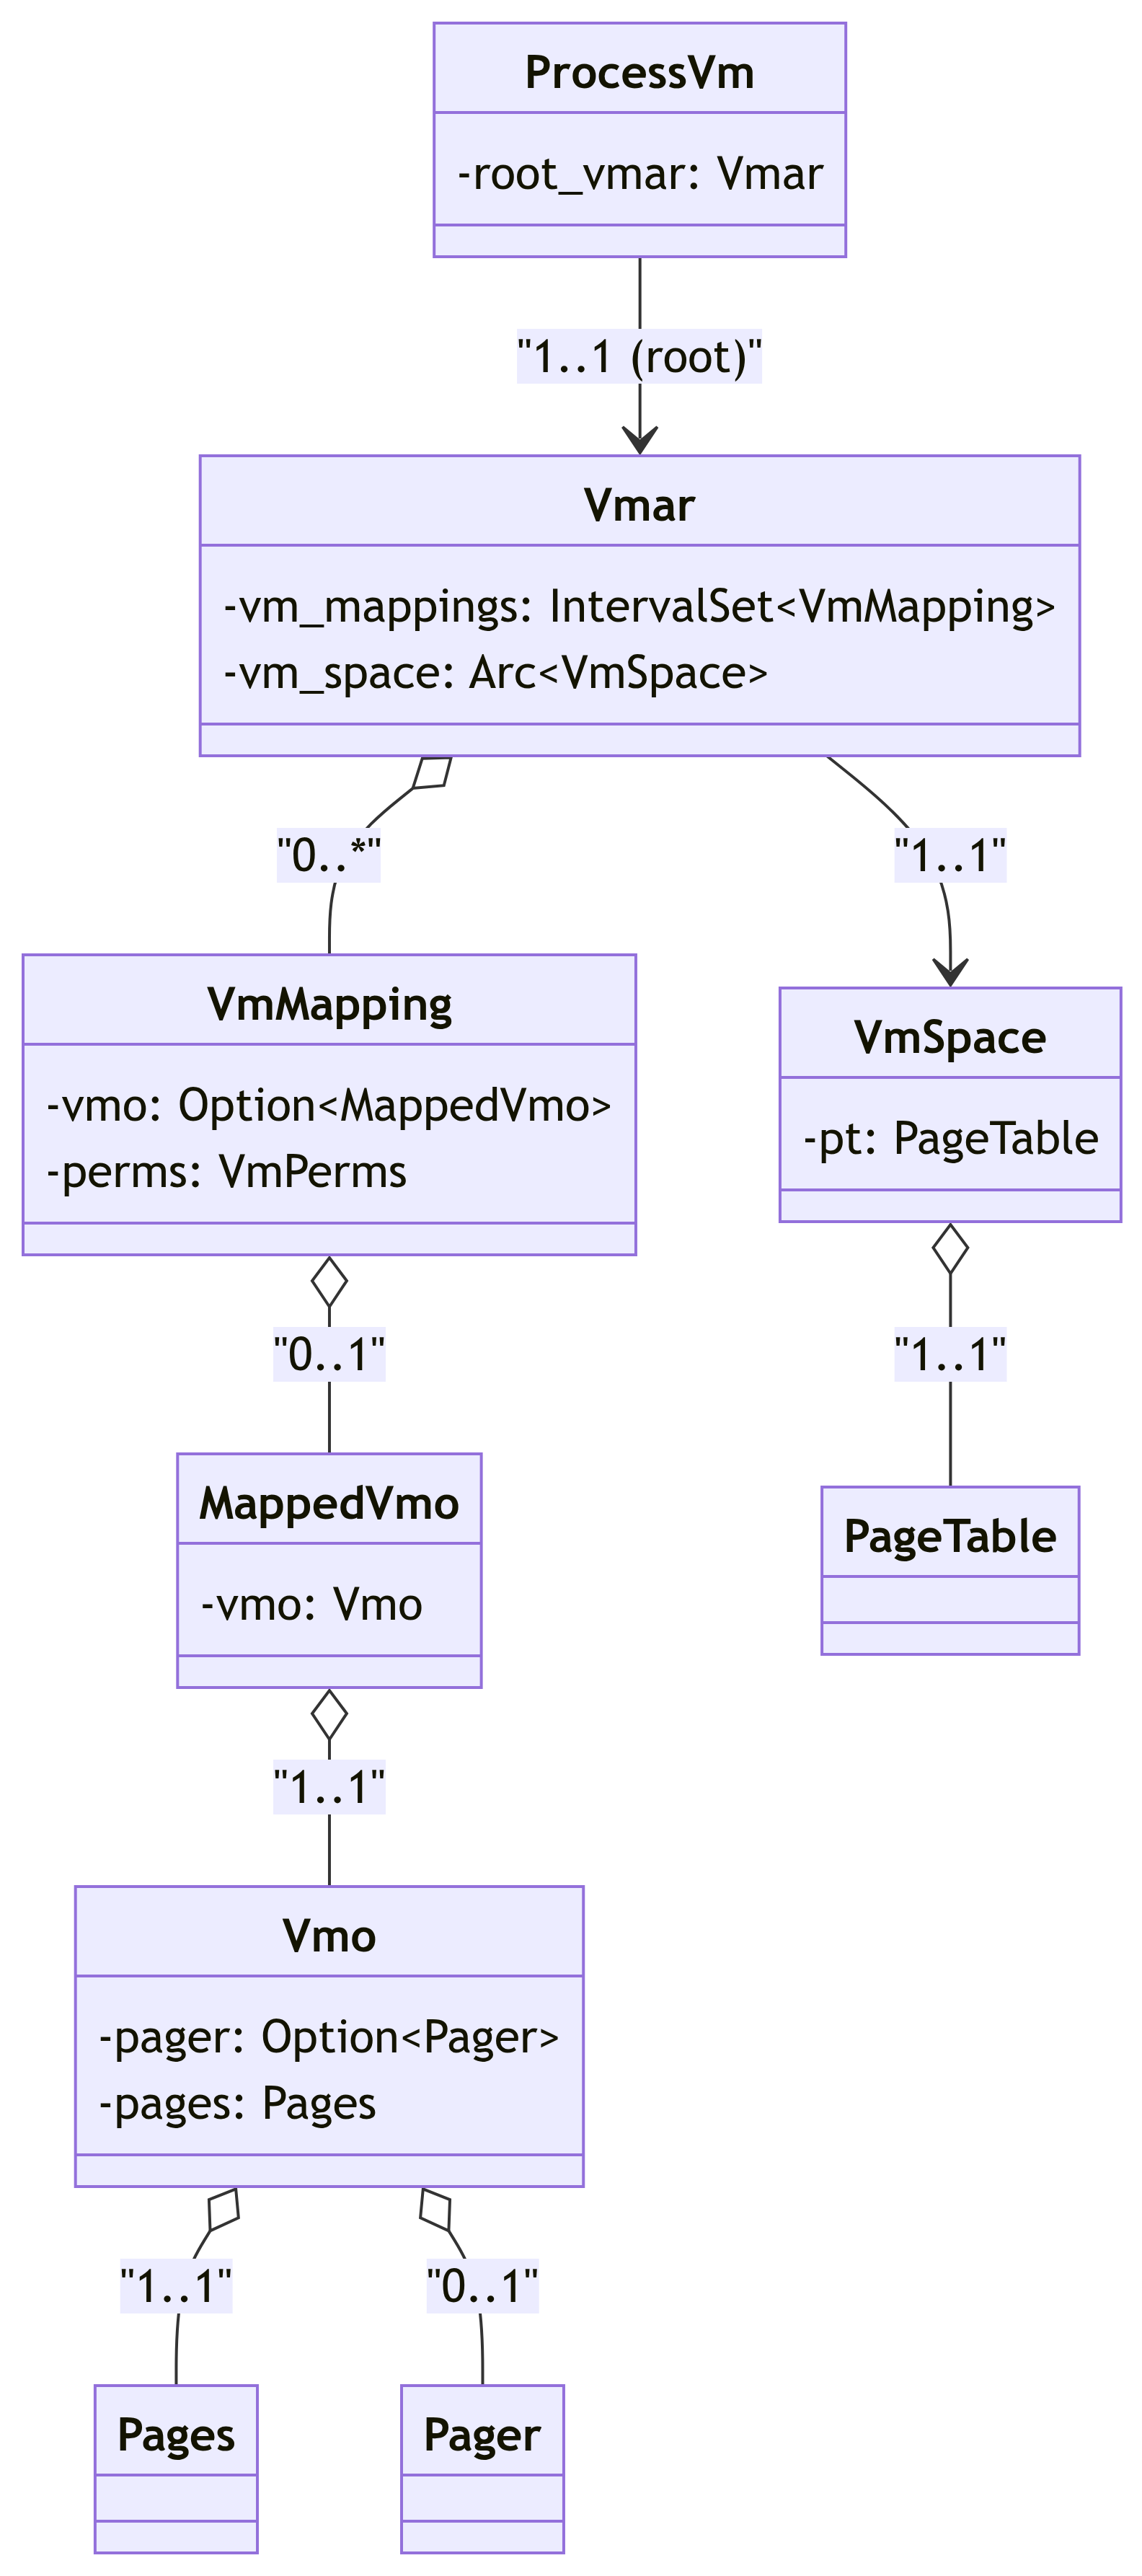 ProcessVm
-root_vmar: Vmar
"1..1 (root)"
Vmar
-vm_mappings: IntervalSet<VmMapping>
-vm_space: Arc<VmSpace>
"0..*"
"1..1"
VmMapping
-vmo: Option<MappedVmo>
-perms: VmPerms
VmSpace
-pt: PageTable
"0..1"
"1..1"
MappedVmo
-vmo: Vmo
PageTable
"1..1"
Vmo
-pager: Option<Pager>
-pages: Pages
"1..1"
"0..1"
Pages
Pager